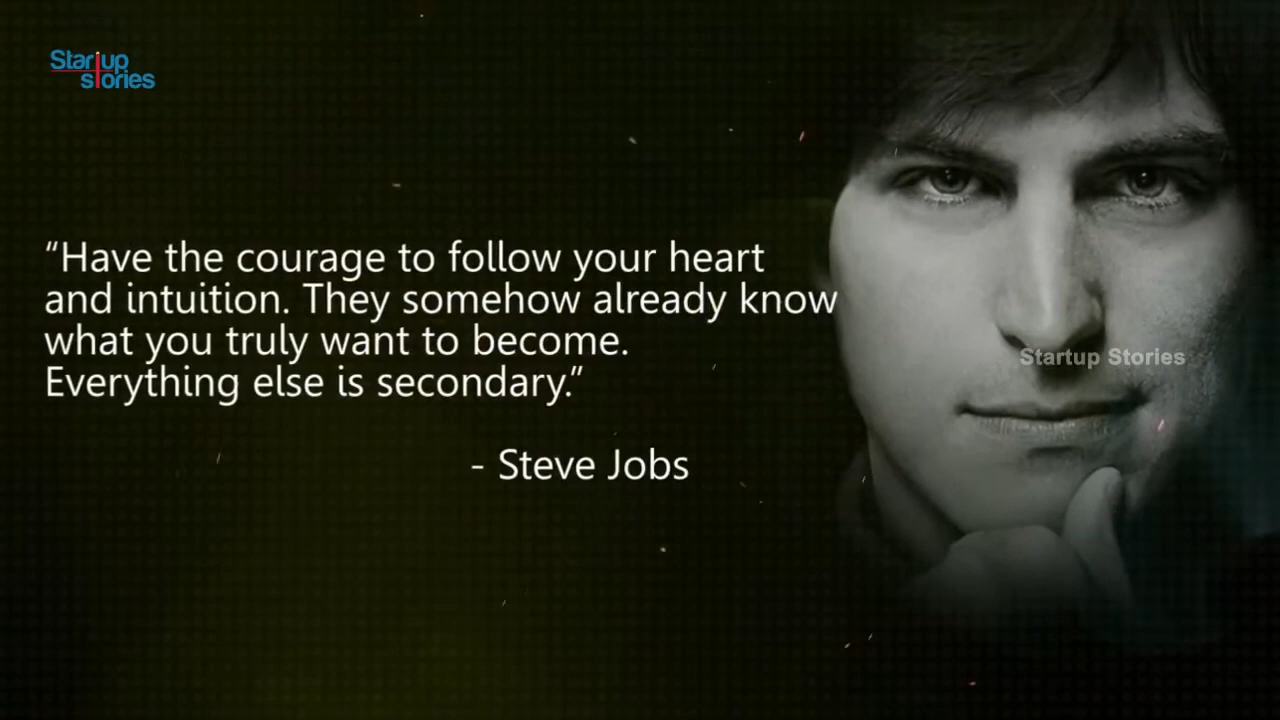 Startup
stories
“Have the courage to follow your heart
and intuition. They somehow already know
what you truly want to become.
Everything else is secondary.”
- Steve Jobs
Startup Stories